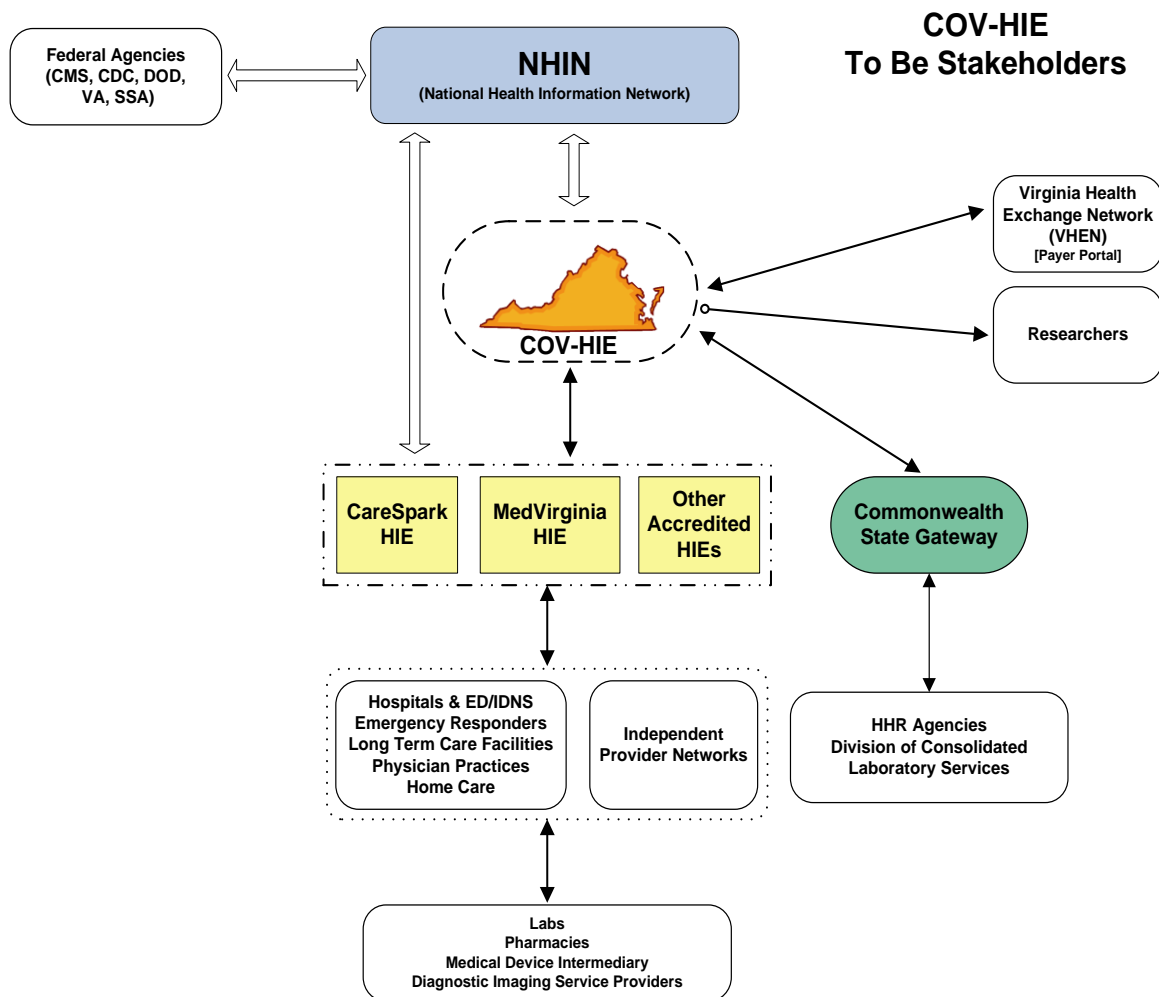 COV-HIE
To Be Stakeholders
Federal Agencies
(CMS, CDC, DOD,
VA, SSA)
NHIN
(National Health Information Network)
Virginia Health
Exchange Network
(VHEN)
[Payer Portal]
Researchers
COV-HIE
CareSpark
HIE
MedVirginia
HIE
Other
Accredited
HIEs
Commonwealth
State Gateway
Hospitals & ED/IDNS
Emergency Responders
Long Term Care Facilities
Physician Practices
Home Care
Independent
Provider Networks
HHR Agencies
Division of Consolidated
Laboratory Services
Labs
Pharmacies
Medical Device Intermediary
Diagnostic Imaging Service Providers